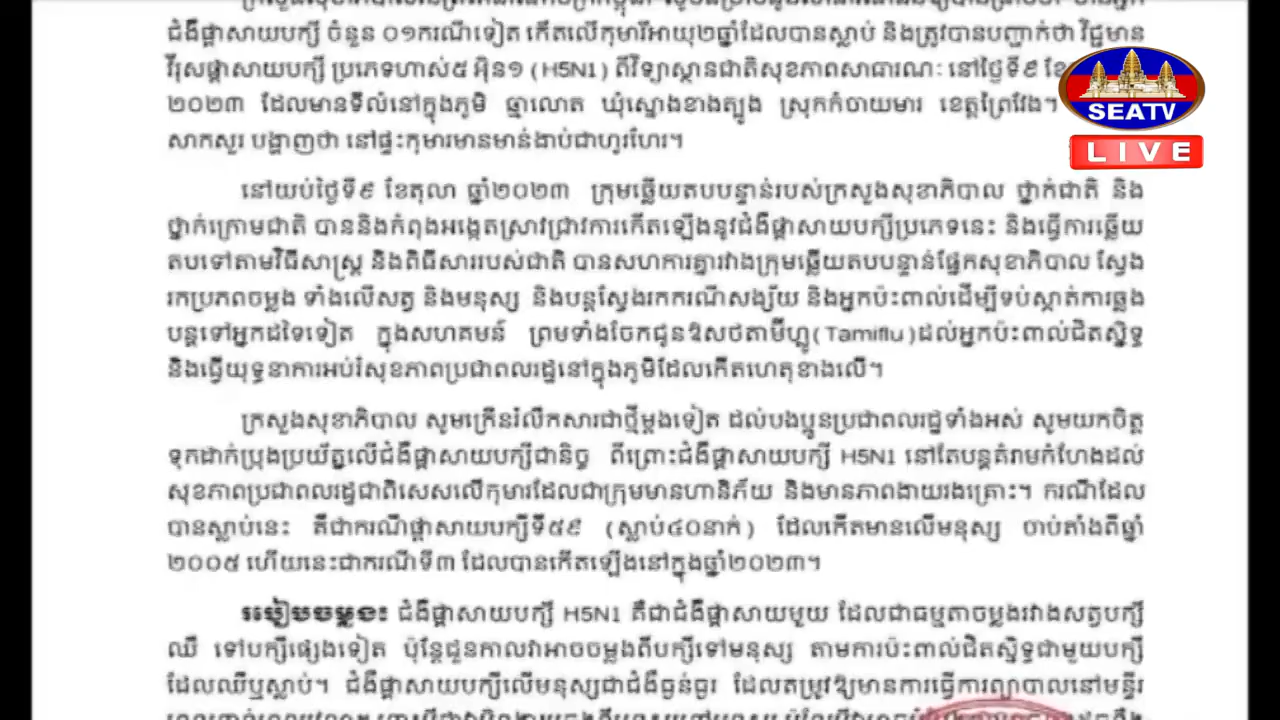 ជំងឺផ្តាសាយបក្សី ចំនួន ០១ករណីទៀត កើតលើកុមារីអាយុ២ឆ្នាំដែលបានស្លាប់ និងត្រូវបានបញ្ជាក់ថា វិជ្ជមាន
វីរុសផ្តាសាយបក្សី ប្រភេទហាស់៥ អ៊ិន១ (H5N1) ពីវិទ្យាស្ថានជាតិសុខភាពសាធារណៈ នៅថ្ងៃទី៩ ខែ
SEATV
២០២៣ ដែលមានទីលំនៅក្នុងភូមិ ឆ្មាលោត ឃុំស្នោងខាងត្បូង ស្រុកកំចាយមារ ខេត្តព្រៃវែង។
LIVE
សាកសួរ បង្ហាញថា នៅផ្ទះកុមារមានមាន់ងាប់ជាហូរហែរ។
នៅយប់ថ្ងៃទី៩ ខែតុលា ឆ្នាំ២០២៣ ក្រុមឆ្លើយតបបន្ទាន់របស់ក្រសួងសុខាភិបាល ថ្នាក់ជាតិ និង
ថ្នាក់ក្រោមជាតិ បាននិងកំពុងអង្កេតស្រាវជ្រាវការកើតឡើងនូវជំងឺផ្តាសាយបក្សីប្រភេទនេះ និងធ្វើការឆ្លើយ
តបទៅតាមវិធីសាស្ត្រ និងពិធីសាររបស់ជាតិ បានសហការគ្នារវាងក្រុមឆ្លើយតបបន្ទាន់ផ្នែកសុខាភិបាល ស្វែង
រកប្រភពចម្លង ទាំងលើសត្វ និងមនុស្ស និងបន្តស្វែងរកករណីសង្ស័យ និងអ្នកប៉ះពាល់ដើម្បីទប់ស្កាត់ការឆ្លង
បន្តទៅអ្នកដទៃទៀត ក្នុងសហគមន៍ ព្រមទាំងចែកជូនឱសថតាមីហ្លូ(Tamiflu)ដល់អ្នកប៉ះពាល់ជិតស្និទ្ធ
និងធ្វើយុទ្ធនាការអប់រំសុខភាពប្រជាពលរដ្ឋនៅក្នុងភូមិដែលកើតហេតុខាងលើ។
ក្រសួងសុខាភិបាល សូមក្រើនរំលឹកសារជាថ្មីម្តងទៀត ដល់បងប្អូនប្រជាពលរដ្ឋទាំងអស់ សូមយកចិត្ត
ទុកដាក់ប្រុងប្រយ័ត្នលើជំងឺផ្តាសាយបក្សីជានិច្ច ពីព្រោះជំងឺផ្តាសាយបក្សី H5N1 នៅតែបន្តគំរាមកំហែងដល់
សុខភាពប្រជាពលរដ្ឋជាពិសេសលើកុមារដែលជាក្រុមមានហានិភ័យ និងមានភាពងាយរងគ្រោះ។ ករណីដែល
បានស្លាប់នេះ គឺជាករណីផ្តាសាយបក្សីទី៥៩ (ស្លាប់៤០នាក់) ដែលកើតមានលើមនុស្ស ចាប់តាំងពីឆ្នាំ
២០០៥ ហើយនេះជាករណីទី៣ ដែលបានកើតឡើងនៅក្នុងឆ្នាំ២០២៣។
របៀបចម្លង៖ ជំងឺផ្តាសាយបក្សី H5N1 គឺជាជំងឺផ្តាសាយមួយ ដែលជាធម្មតាចម្លងរវាងសត្វបក្សី
ឈឺ ទៅបក្សីផ្សេងទៀត ប៉ុន្តែជួនកាលវាអាចចម្លងពីបក្សីទៅមនុស្ស តាមការប៉ះពាល់ជិតស្និទ្ធជាមួយបក្សី
ដែលឈឺឬស្លាប់។ ជំងឺផ្តាសាយបក្សីលើមនុស្សជាជំងឺធ្ងន់ធ្ងរ ដែលតម្រូវឱ្យមានការធ្វើការព្យាបាលនៅមន្ទីរ